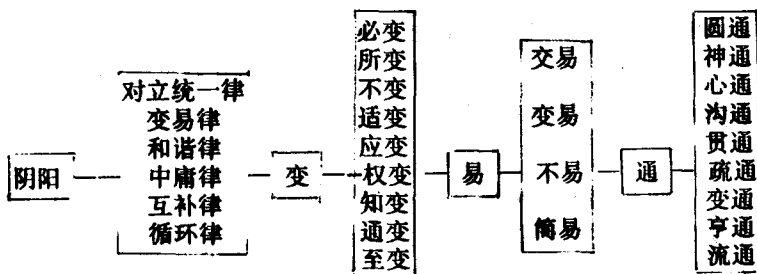 阴阳
对立统一律
变易律
和谐律
中庸律
互补律
循环律
变
必变
所变
不变
适变
应变
权变
知变
通变
至变
易
交易
变易
不易
简易
通
圆通
神通
心通
沟通
贯通
疏通
变通
亨通
流通